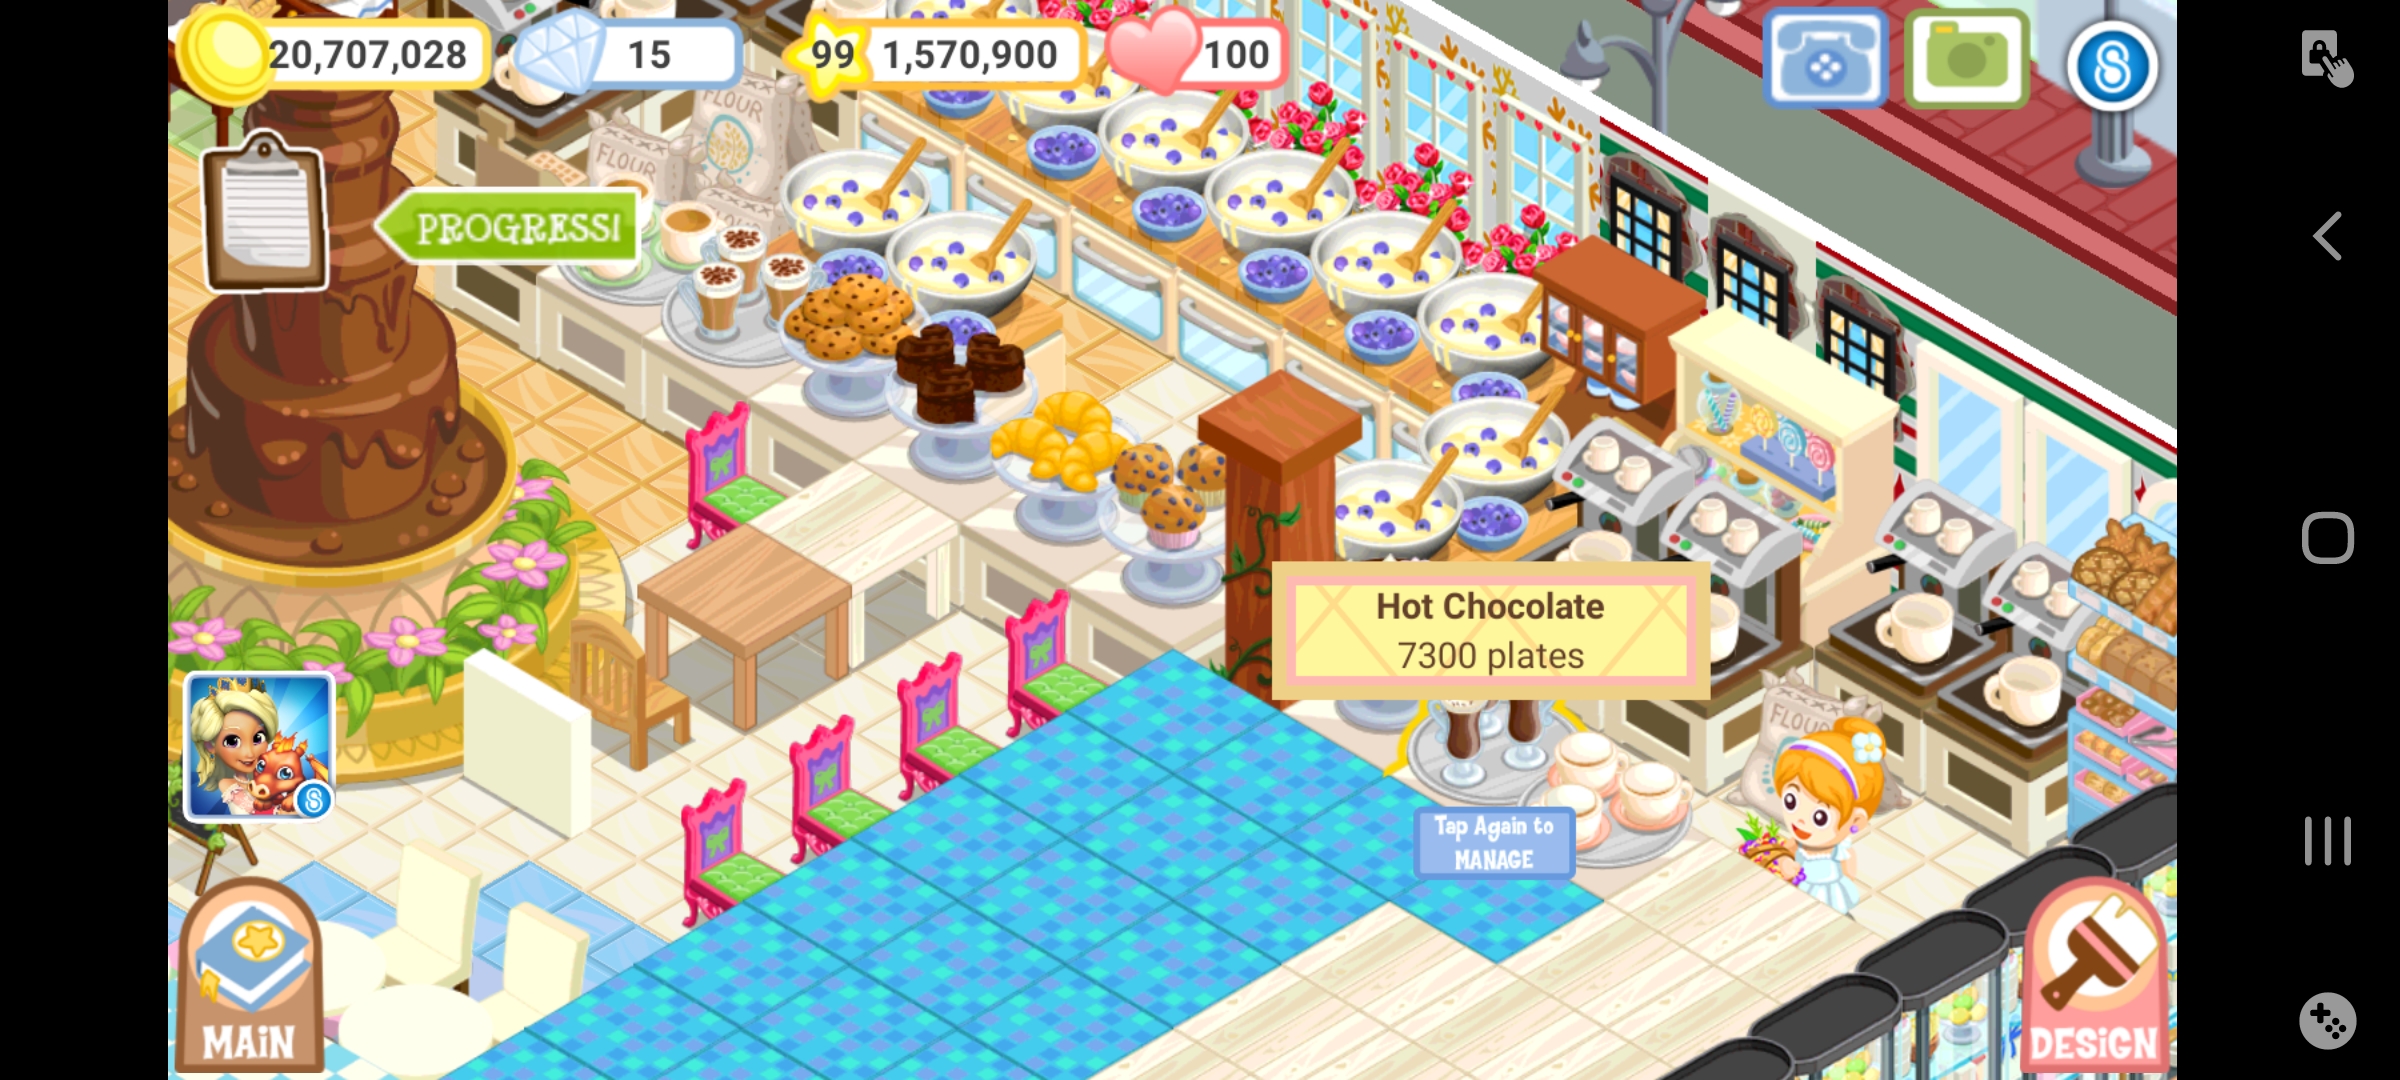 20,707,028
15
99
1,570,900
100
FLOUR
FLOUR
PROGRESS!
Hot Chocolate
7300 plates
FLOUR
Tap Again to
MANAGE
MAiN
DESiGN